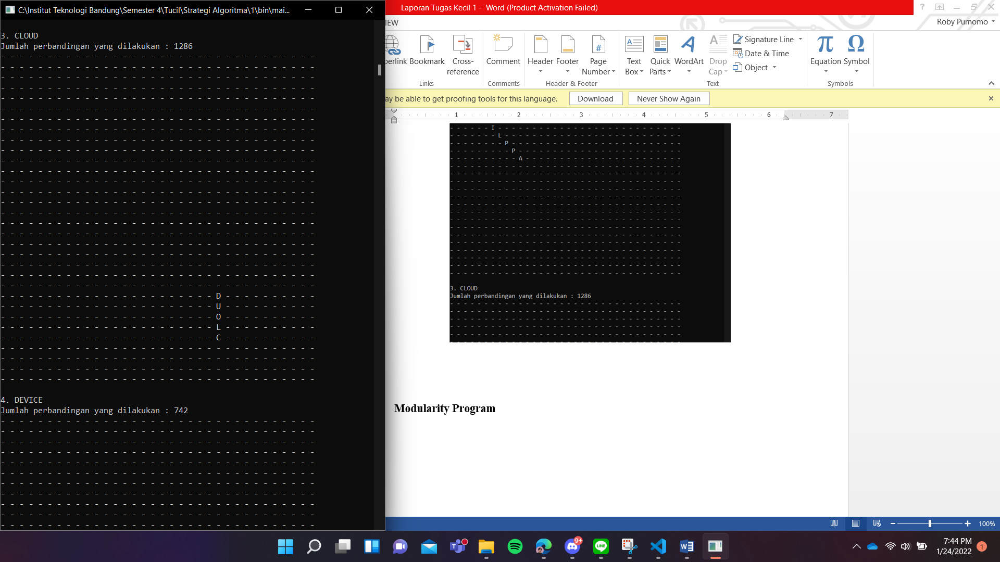 C:\Institut Teknologi Bandung\Semester 4\Tucil\Strategi Algoritma\1\bin\mai...
3. CLOUD
Jumlah perbandingan yang dilakukan : 1286
D
U
O
L
C
4. DEVICE
Jumlah perbandingan yang dilakukan : 742
Laporan Tugas Kecil 1 - Word (Product Activation Failed)
IEW
Roby Purnomo
erlink
Bookmark
Cross-reference
Links
Comment
Comments
Header
Footer
Page Number
Header & Footer
Text Box
Quick Parts
WordArt
Drop Cap
Signature Line
Date & Time
Object
Text
Equation
Symbol
Symbols
ay be able to get proofing tools for this language.
Download
Never Show Again
1 2 3 4 5 6 7
I
L
P
P
A
3. CLOUD
Jumlah perbandingan yang dilakukan : 1286
Modularity Program
100%
9+
7:44 PM
1/24/2022
1